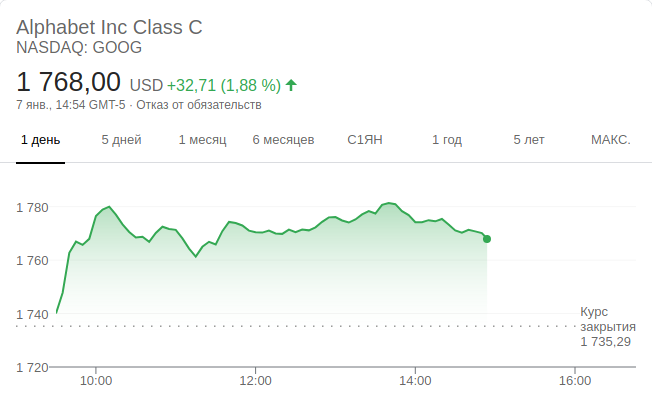 Alphabet Inc Class C
NASDAQ: GOOG
1 768,00 USD +32,71 (1,88 %)
7 янв., 14:54 GMT-5 · Отказ от обязательств
1 день 5 дней 1 месяц 6 месяцев С1ЯН 1 год 5 лет МАКС.
1 780
1 760
1 740
Курс
закрытия
1 735,29
1 720
10:00 12:00 14:00 16:00